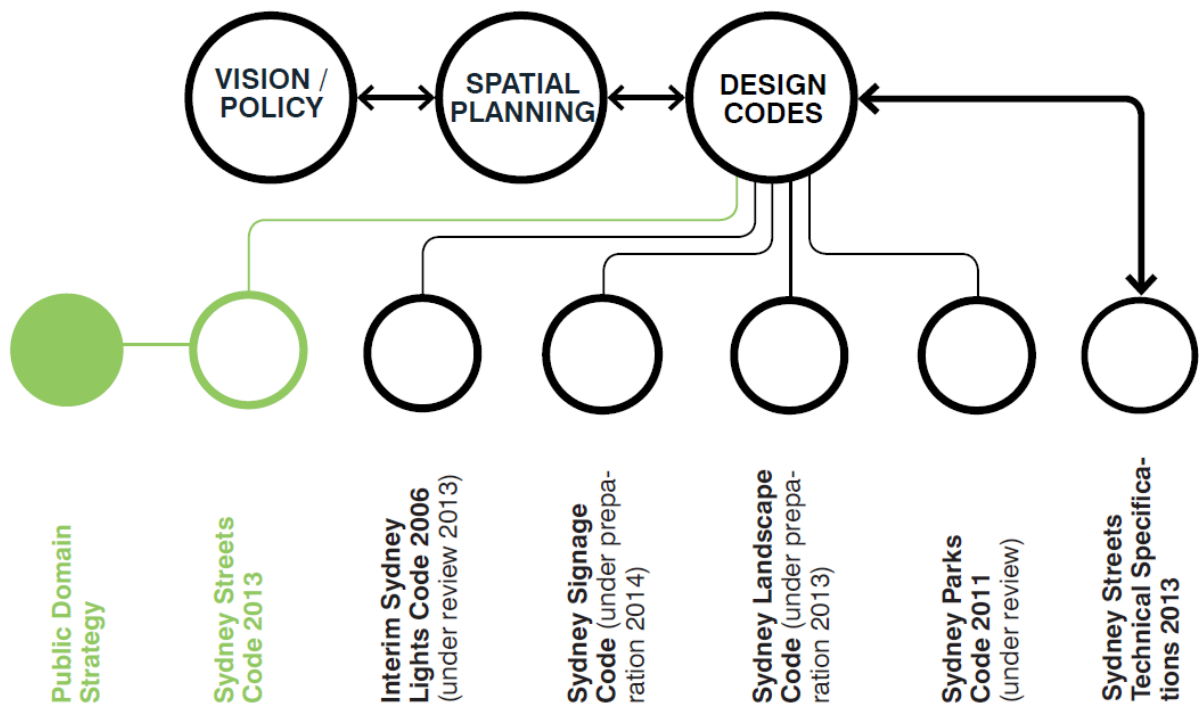 VISION /
POLICY
SPATIAL
PLANNING
DESIGN
CODES
Public Domain
Strategy
Sydney Streets
Code 2013
Interim Sydney
Lights Code 2006
(under review 2013)
Sydney Signage
Code (under prepa-
ration 2014)
Sydney Landscape
Code (under prepa-
ration 2013)
Sydney Parks
Code 2011
(under review)
Sydney Streets
Technical Specifica-
tions 2013